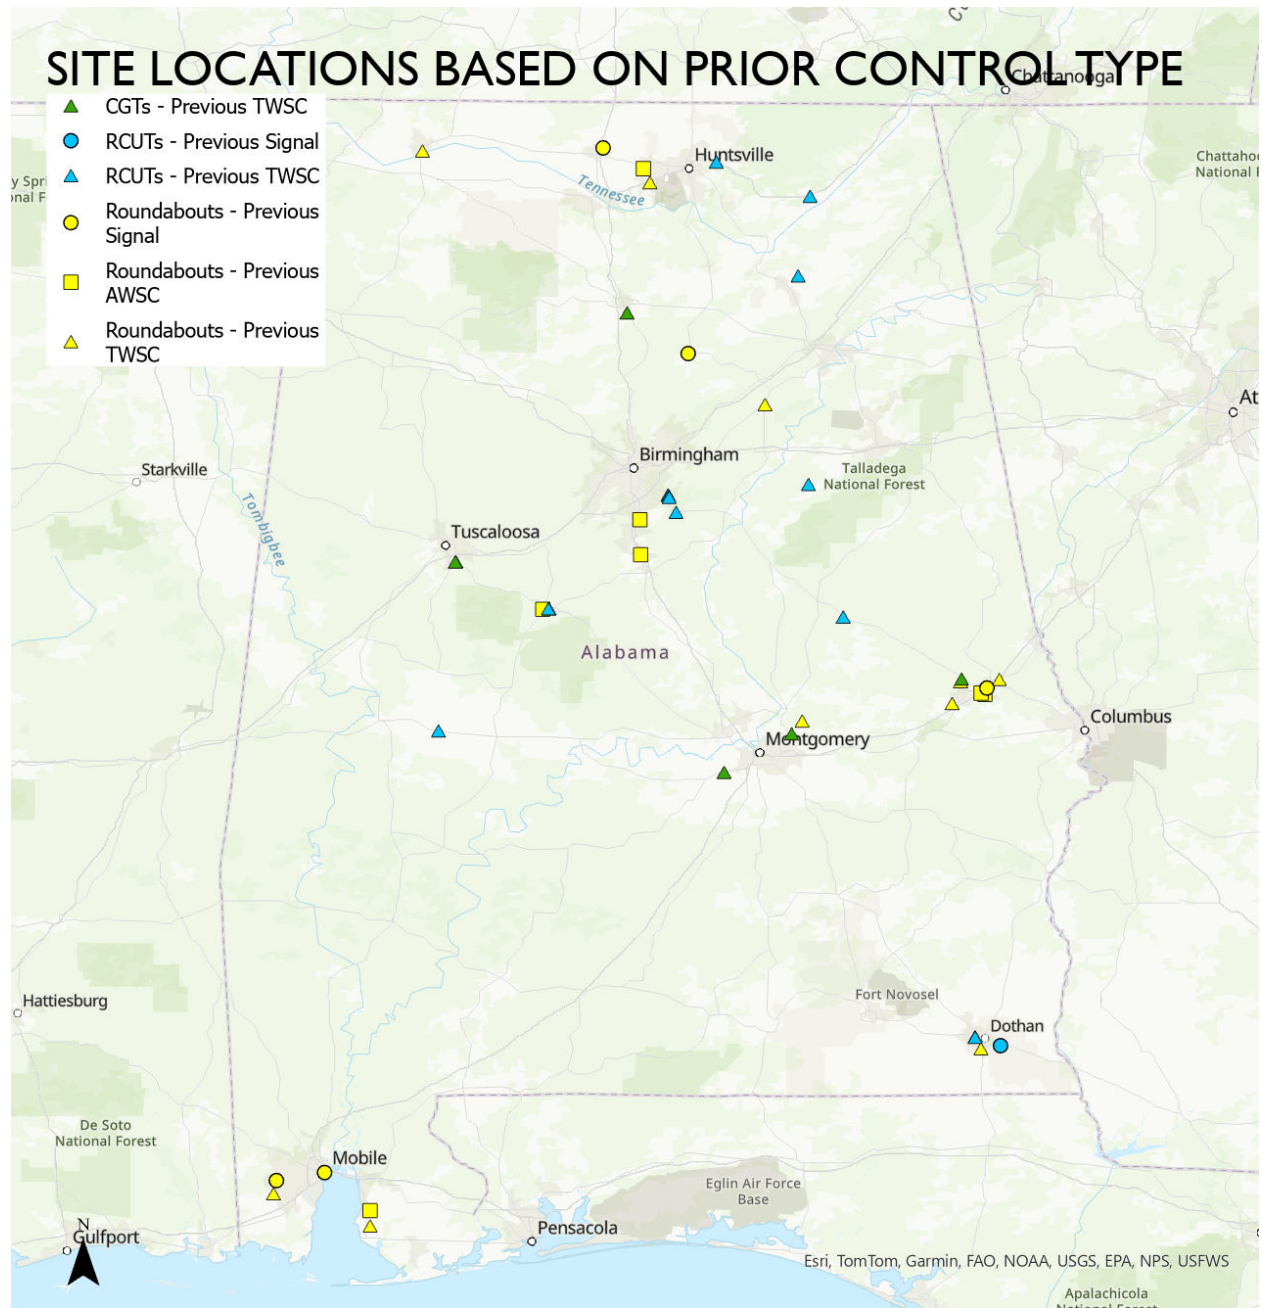 SITE LOCATIONS BASED ON PRIOR CONTROL TYPE
Chattanooga
CGTs - Previous TWSC
RCUTs - Previous Signal
RCUTs - Previous TWSC
Roundabouts - Previous
Signal
Roundabouts - Previous
AWSC
Roundabouts - Previous
TWSC
Huntsville
Tennessee
National F
At
Birmingham
Starkville
Talladega
National Forest
Tombigbee
Tuscaloosa
Alabama
Columbus
Montgomery
Hattiesburg
Fort Novosel
Dothan
De Soto
National Forest
Mobile
Eglin Air Force
Base
Pensacola
N
Gulfport
Esri, TomTom, Garmin, FAO, NOAA, USGS, EPA, NPS, USFWS
Apalachicola